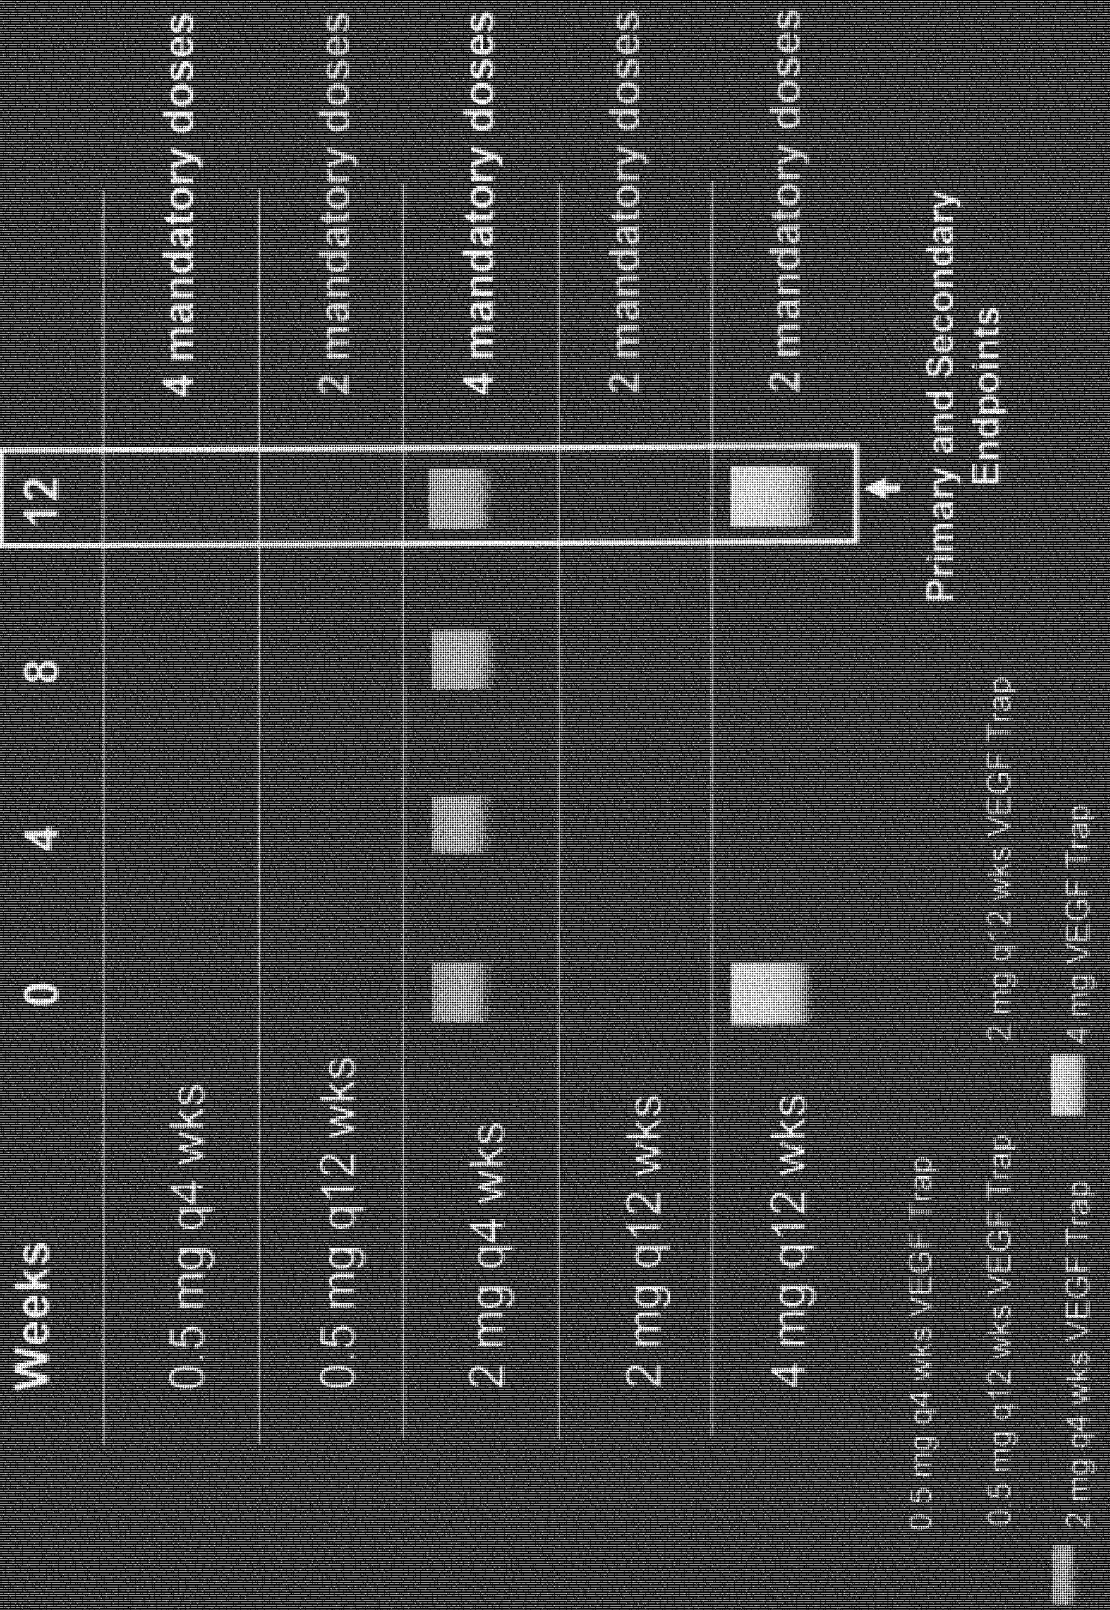 Weeks 0 4 8 12
0.5 mg q4 wks 4 mandatory doses
0.5 mg q12 wks 2 mandatory doses
2 mg q4 wks 4 mandatory doses
2 mg q12 wks 2 mandatory doses
4 mg q12 wks 2 mandatory doses
Primary and Secondary
Endpoints
0.5 mg q4 wks VEGF Trap
0.5 mg q12 wks VEGF Trap 2 mg q12 wks VEGF Trap
2 mg q4 wks VEGF Trap 4 mg VEGF Trap